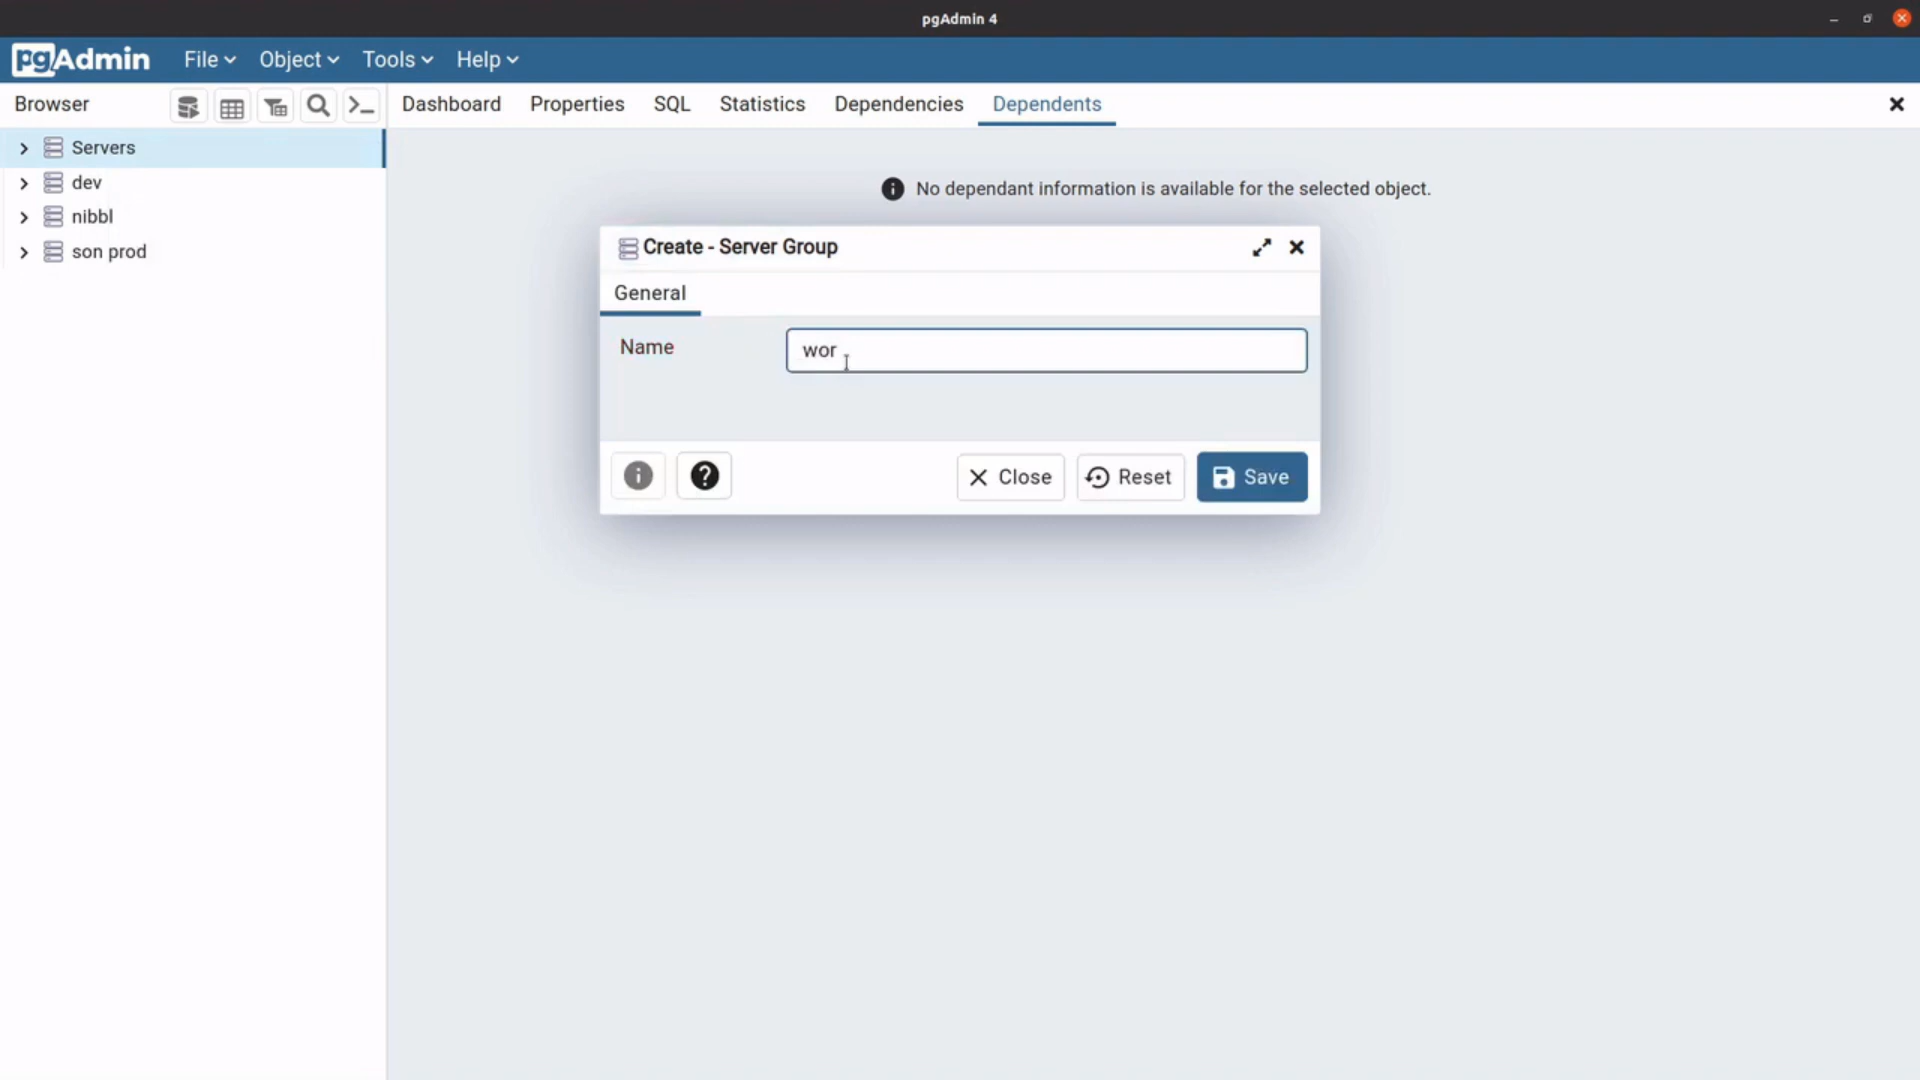 pgAdmin 4
pgAdmin File Object Tools Help
Browser Dashboard Properties SQL Statistics Dependencies Dependents
Servers
dev
nibbl
son prod
No dependant information is available for the selected object.
Create - Server Group
General
Name wor
Close Reset Save